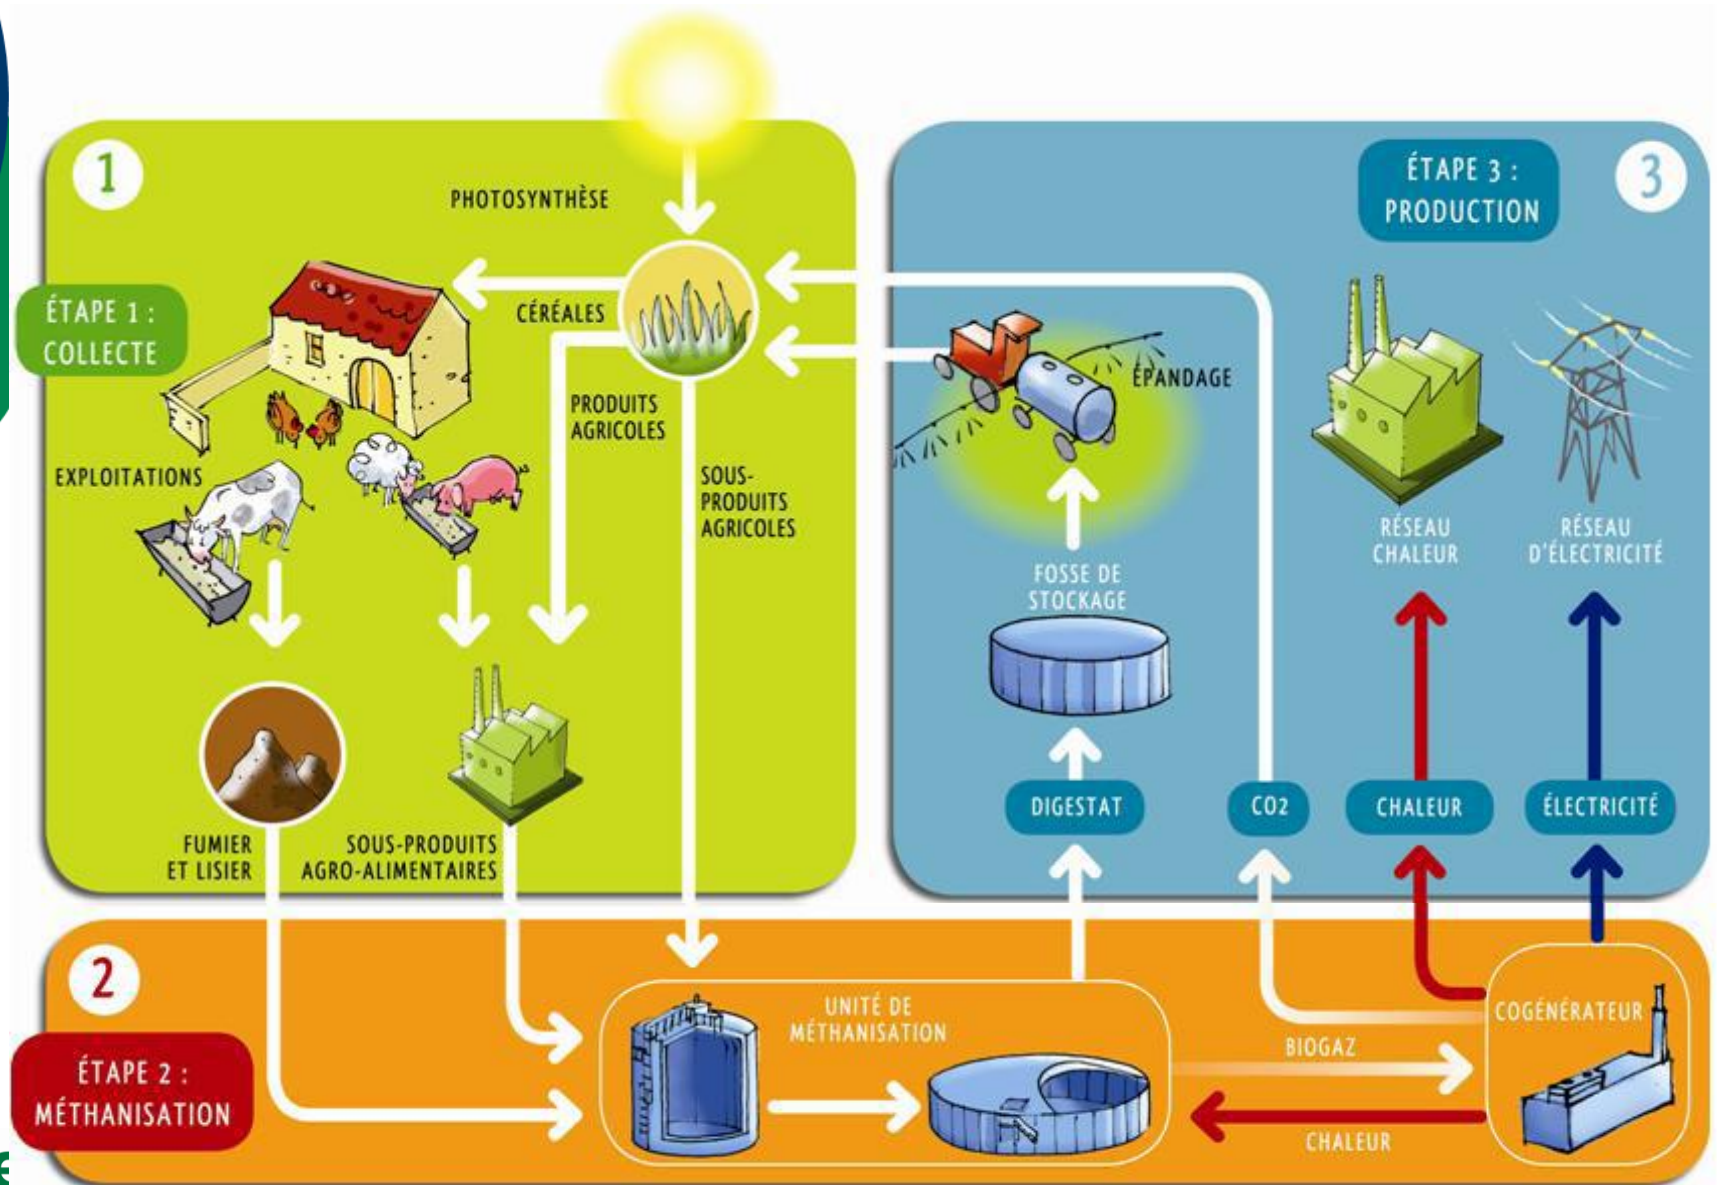 1
PHOTOSYNTHÈSE
ÉTAPE 1 :
COLLECTE
CÉRÉALES
PRODUITS
AGRICOLES
EXPLOITATIONS
SOUS-
PRODUITS
AGRICOLES
FUMIER
ET LISIER
SOUS-PRODUITS
AGRO-ALIMENTAIRES
ÉTAPE 3 :
PRODUCTION
3
ÉPANDAGE
FOSSE DE
STOCKAGE
RÉSEAU
CHALEUR
RÉSEAU
D'ÉLECTRICITÉ
DIGESTAT
CO2
CHALEUR
ÉLECTRICITÉ
2
ÉTAPE 2 :
MÉTHANISATION
UNITÉ DE
MÉTHANISATION
BIOGAZ
CHALEUR
COGÉNÉRATEUR